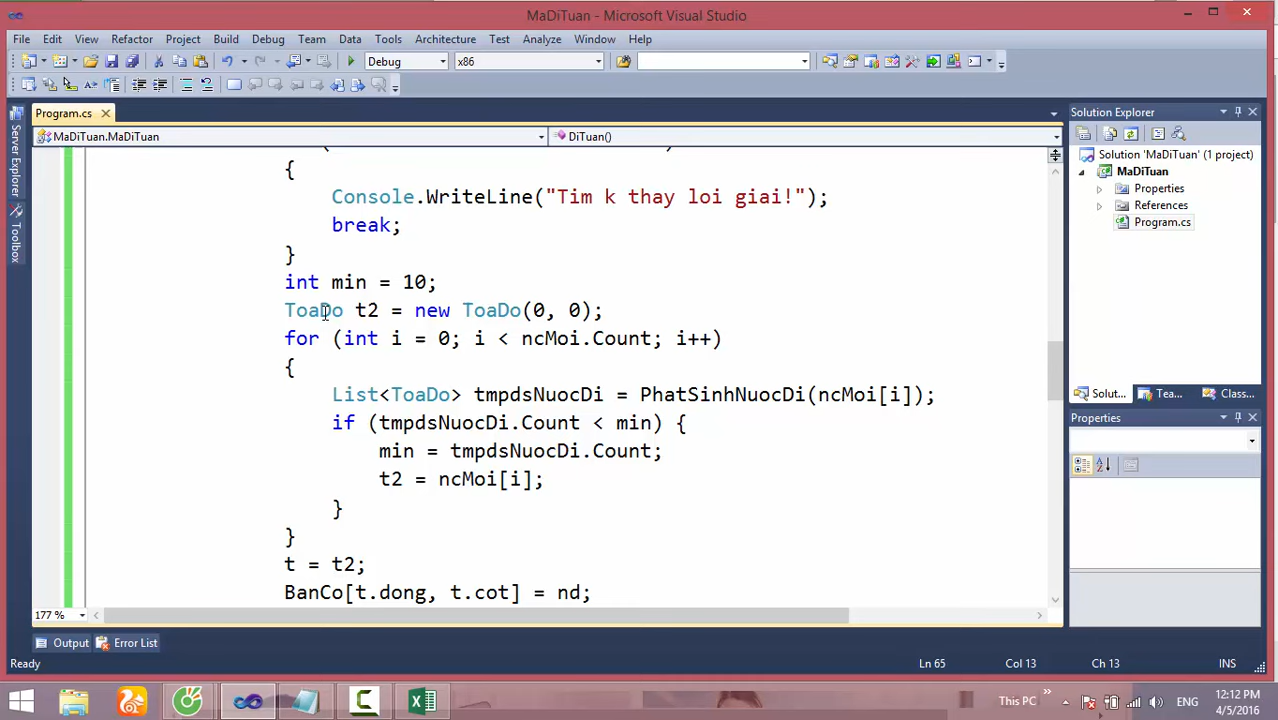 MaDiTuan - Microsoft Visual Studio
File Edit View Refactor Project Build Debug Team Data Tools Architecture Test Analyze Window Help
Debug x86
Program.cs
Solution Explorer
MaDiTuan.MaDiTuan DiTuan()
Server Explorer
Toolbox
{
Console.WriteLine("Tim k thay loi giai!");
break;
}
int min = 10;
ToaDo t2 = new ToaDo(0, 0);
for (int i = 0; i < ncMoi.Count; i++)
{
List<ToaDo> tmpdsNuocDi = PhatSinhNuocDi(ncMoi[i]);
if (tmpdsNuocDi.Count < min) {
min = tmpdsNuocDi.Count;
t2 = ncMoi[i];
}
}
t = t2;
BanCo[t.dong, t.cot] = nd;
177 %
Solution 'MaDiTuan' (1 project)
MaDiTuan
Properties
References
Program.cs
Solut... Tea... Class...
Properties
Output Error List
Ready Ln 65 Col 13 Ch 13 INS
This PC ENG 12:12 PM
4/5/2016